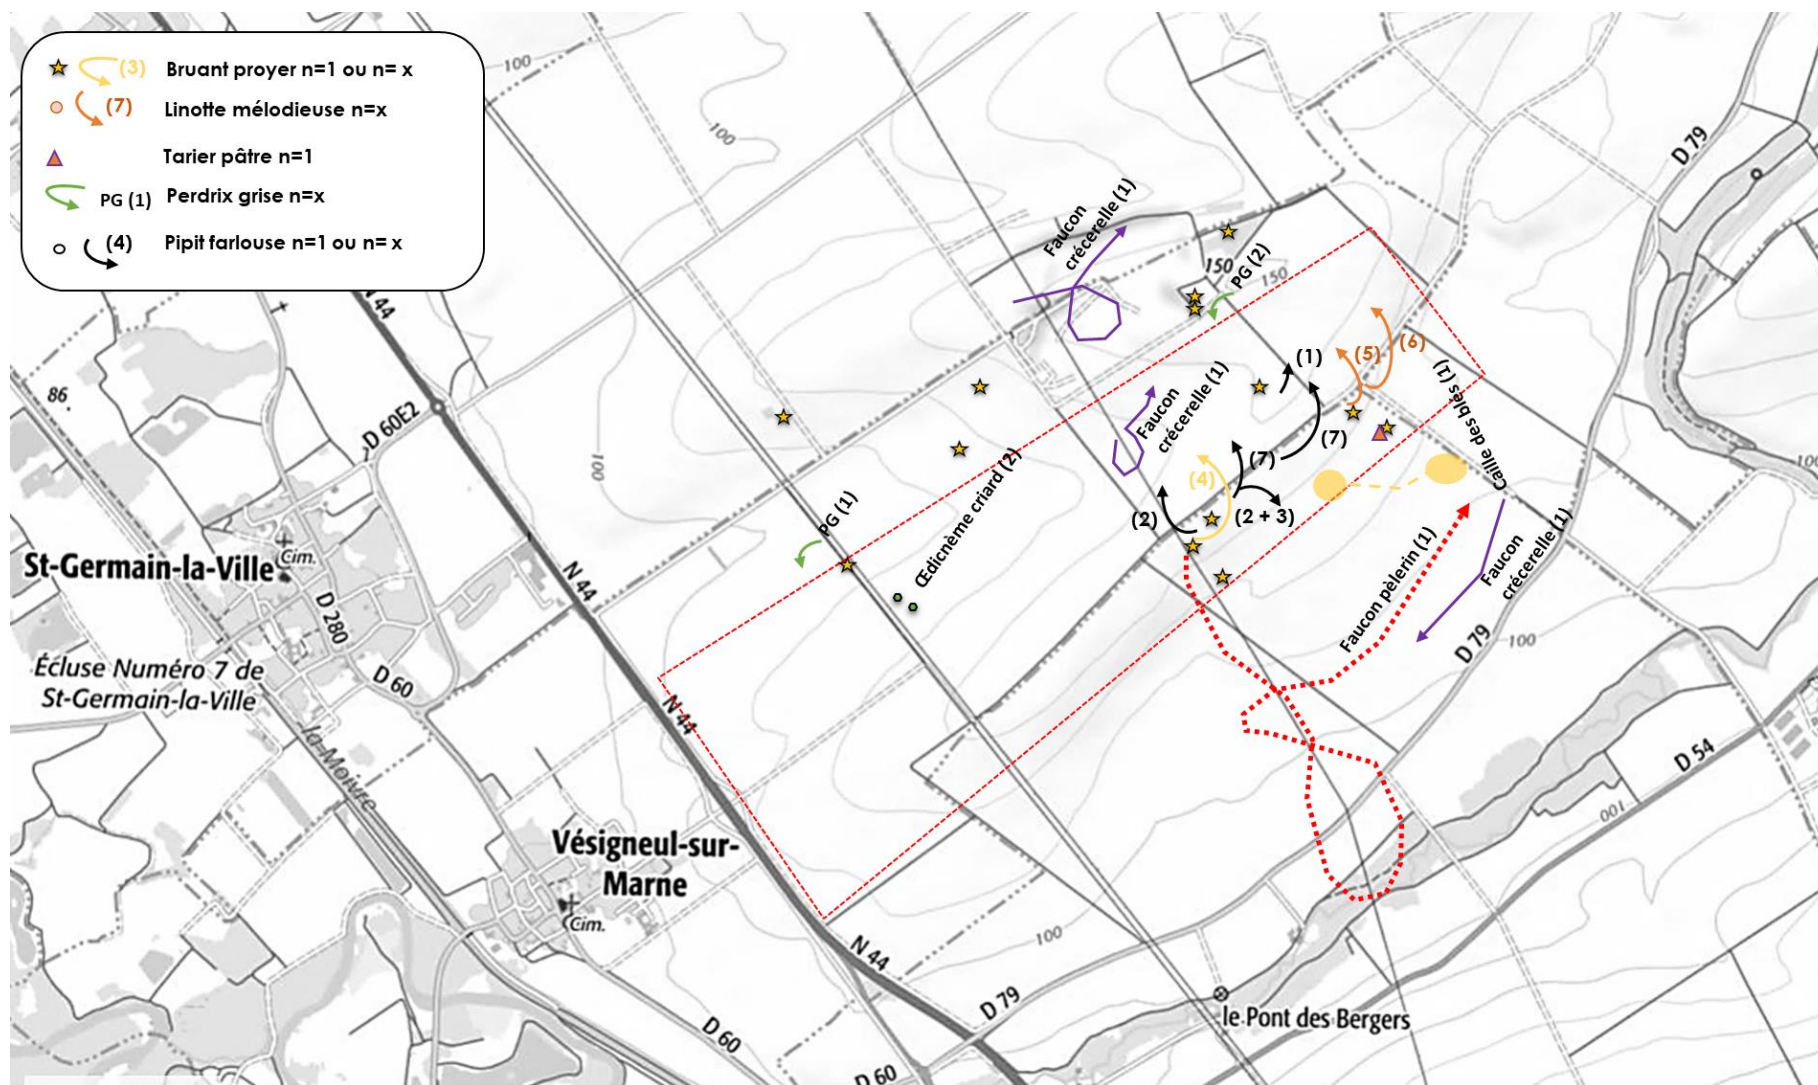 (3) Bruant proyer n=1 ou n= x
(7) Linotte mélodieuse n=x
Tarier pâtre n=1
PG (1) Perdrix grise n=x
(4) Pipit farlouse n=1 ou n= x
100
100
D 79
Faucon
crécerelle (1)
150
PG (2)
150
N 44
86
D 60E2
100
(1)
(5)
(6)
Faucon
crécerelle (1)
Caille des blés (1)
(7)
(7)
(4)
(2)
(2 + 3)
100
PG (1)
Œdicnème criard (2)
St-Germain-la-Ville
Cim.
N 44
D 280
Faucon pèlerin (1)
Faucon
crécerelle (1)
D 79
100
Écluse Numéro 7 de
St-Germain-la-Ville
D 60
N 44
la Moivre
D 54
100
Vésigneul-sur-
Marne
Cim.
N 44
100
D 79
le Pont des Bergers
D 60
D 60